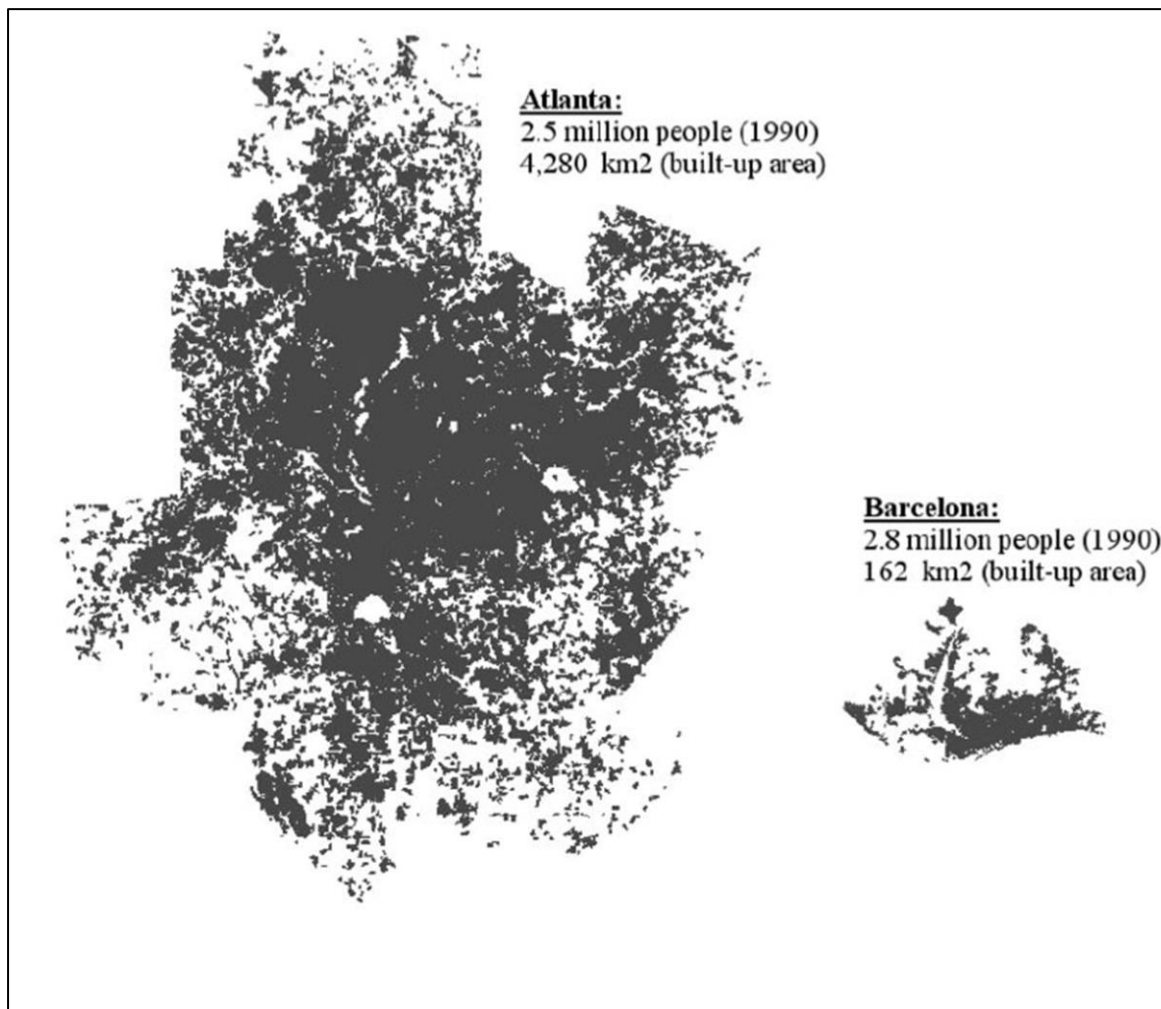 Atlanta:
2.5 million people (1990)
4,280 km2 (built-up area)
Barcelona:
2.8 million people (1990)
162 km2 (built-up area)